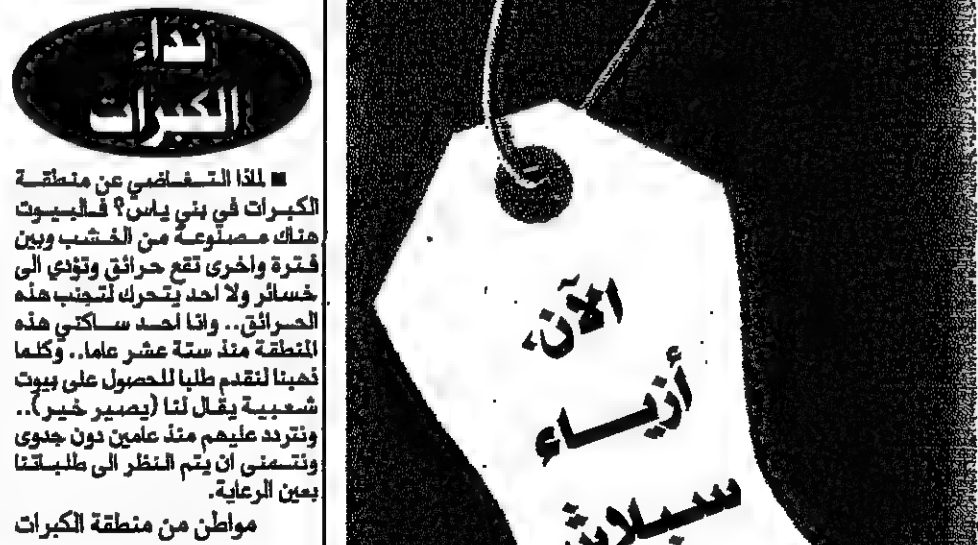 نداء
الكبرات
■ لماذا التغاضي عن منطقة
الكبرات في بني ياس؟ فالبيوت
هناك مصنوعة من الخشب وبين
فترة واخرى تقع حرائق وتؤدي الى
خسائر ولا احد يتحرك لتجنب هذه
الحرائق.. وانا احد ساكني هذه
المنطقة منذ ستة عشر عاما.. وكلما
ذهبنا لنقدم طلبا للحصول على بيوت
شعبية يقال لنا (يصير خير)..
ونتردد عليهم منذ عامين دون جدوى
ونتمنى ان يتم النظر الى طلباتنا
بعين الرعاية.
مواطن من منطقة الكبرات
الآن،
أزياء
سبلاش